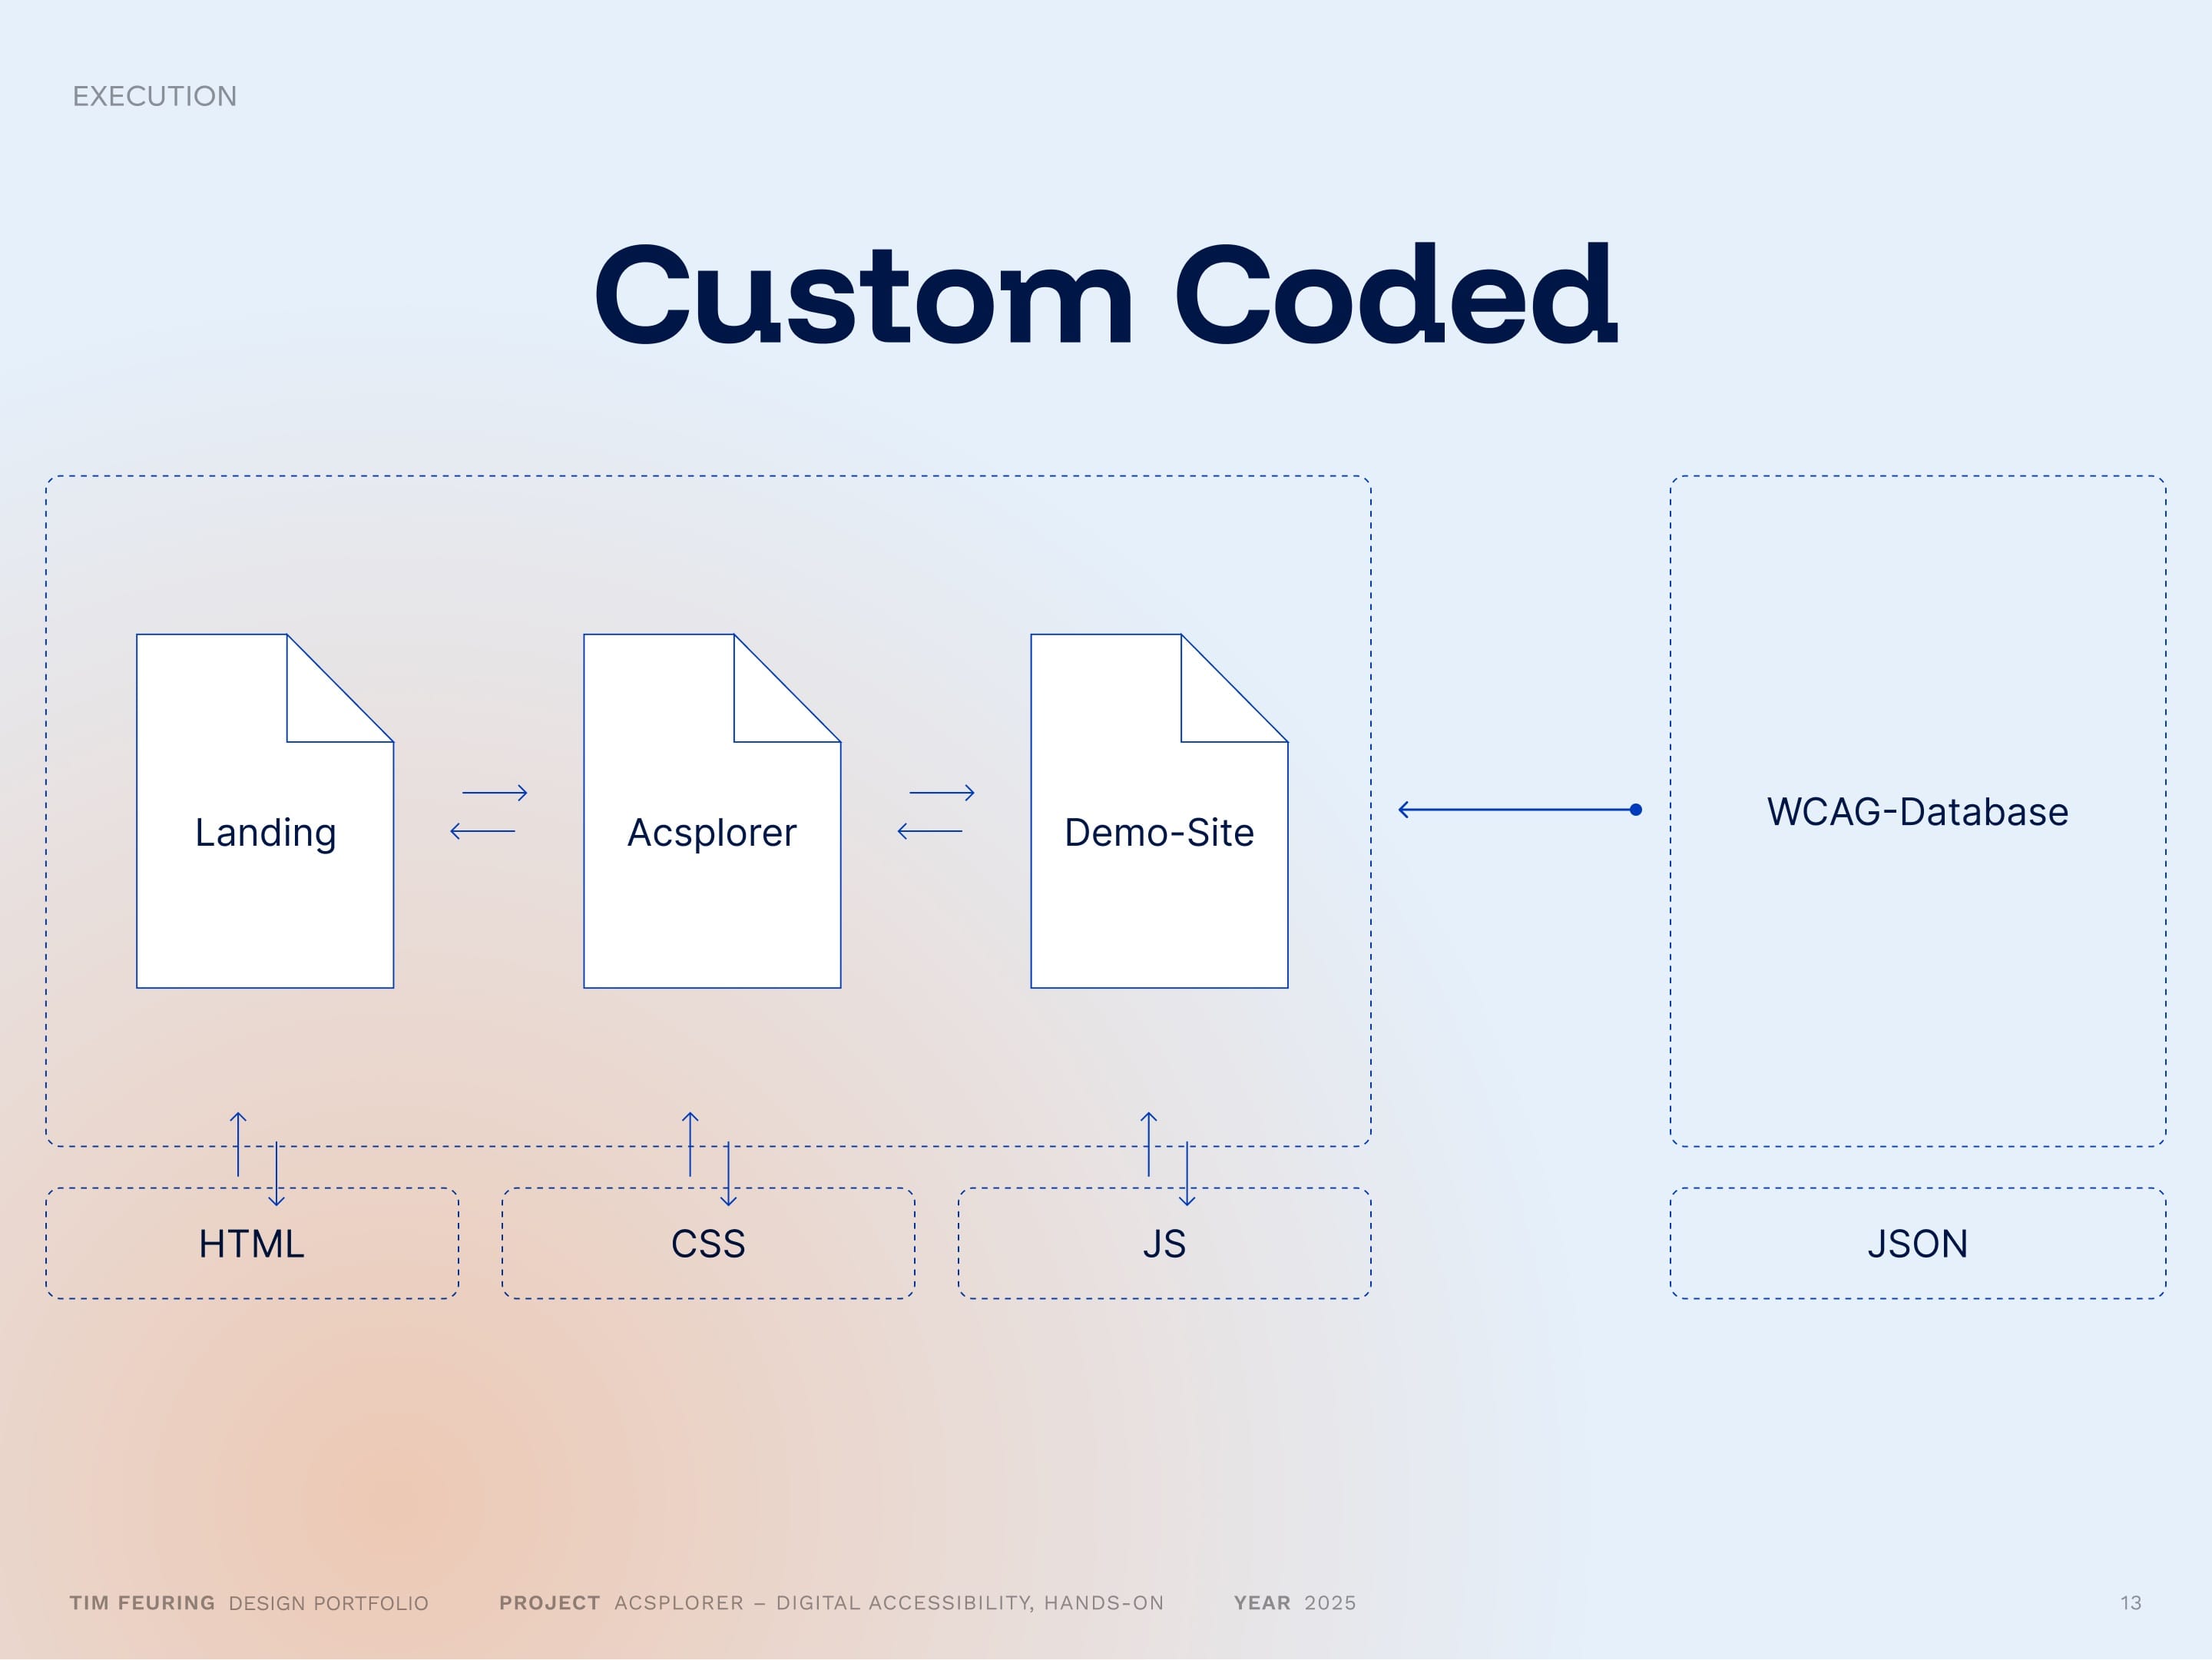 EXECUTION
Custom Coded
Landing
Acsplorer
Demo-Site
WCAG-Database
HTML
CSS
JS
JSON
TIM FEURING DESIGN PORTFOLIO PROJECT ACSPLORER – DIGITAL ACCESSIBILITY, HANDS-ON YEAR 2025 13